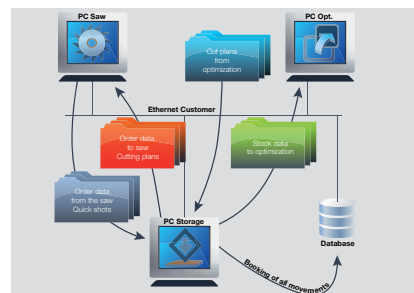 PC Saw
PC Opt.
Cut plans
from
optimization
Ethernet Customer
Order data
to saw
Cutting plans
Stock data
to optimization
Order data
from the saw
Quick shots
PC Storage
Database
Booking of all movements